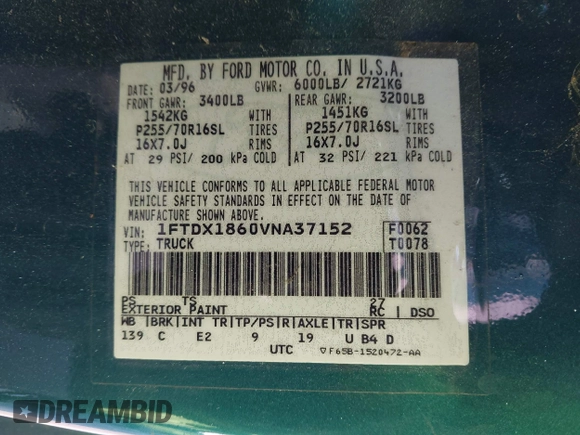 MFD. BY FORD MOTOR CO. IN U.S.A.
DATE: 03/96 GVWR: 6000LB/ 2721KG
FRONT GAWR: 3400LB REAR GAWR: 3200LB
1542KG WITH 1451KG WITH
P255/70R16SL TIRES P255/70R16SL TIRES
16X7.0J RIMS 16X7.0J RIMS
AT 29 PSI/ 200 kPa COLD AT 32 PSI/ 221 kPa COLD
THIS VEHICLE CONFORMS TO ALL APPLICABLE FEDERAL MOTOR
VEHICLE SAFETY STANDARDS IN EFFECT ON THE DATE OF
MANUFACTURE SHOWN ABOVE.
VIN: 1FTDX1860VNA37152 F0062
TYPE: TRUCK T0078
PS TS 27
EXTERIOR PAINT RC DSO
WB BRK INT TR TP/PS R AXLE TR SPR
139 C E2 9 19 U B4 D
UTC ▽F65B-1520472-AA
DREAMBID